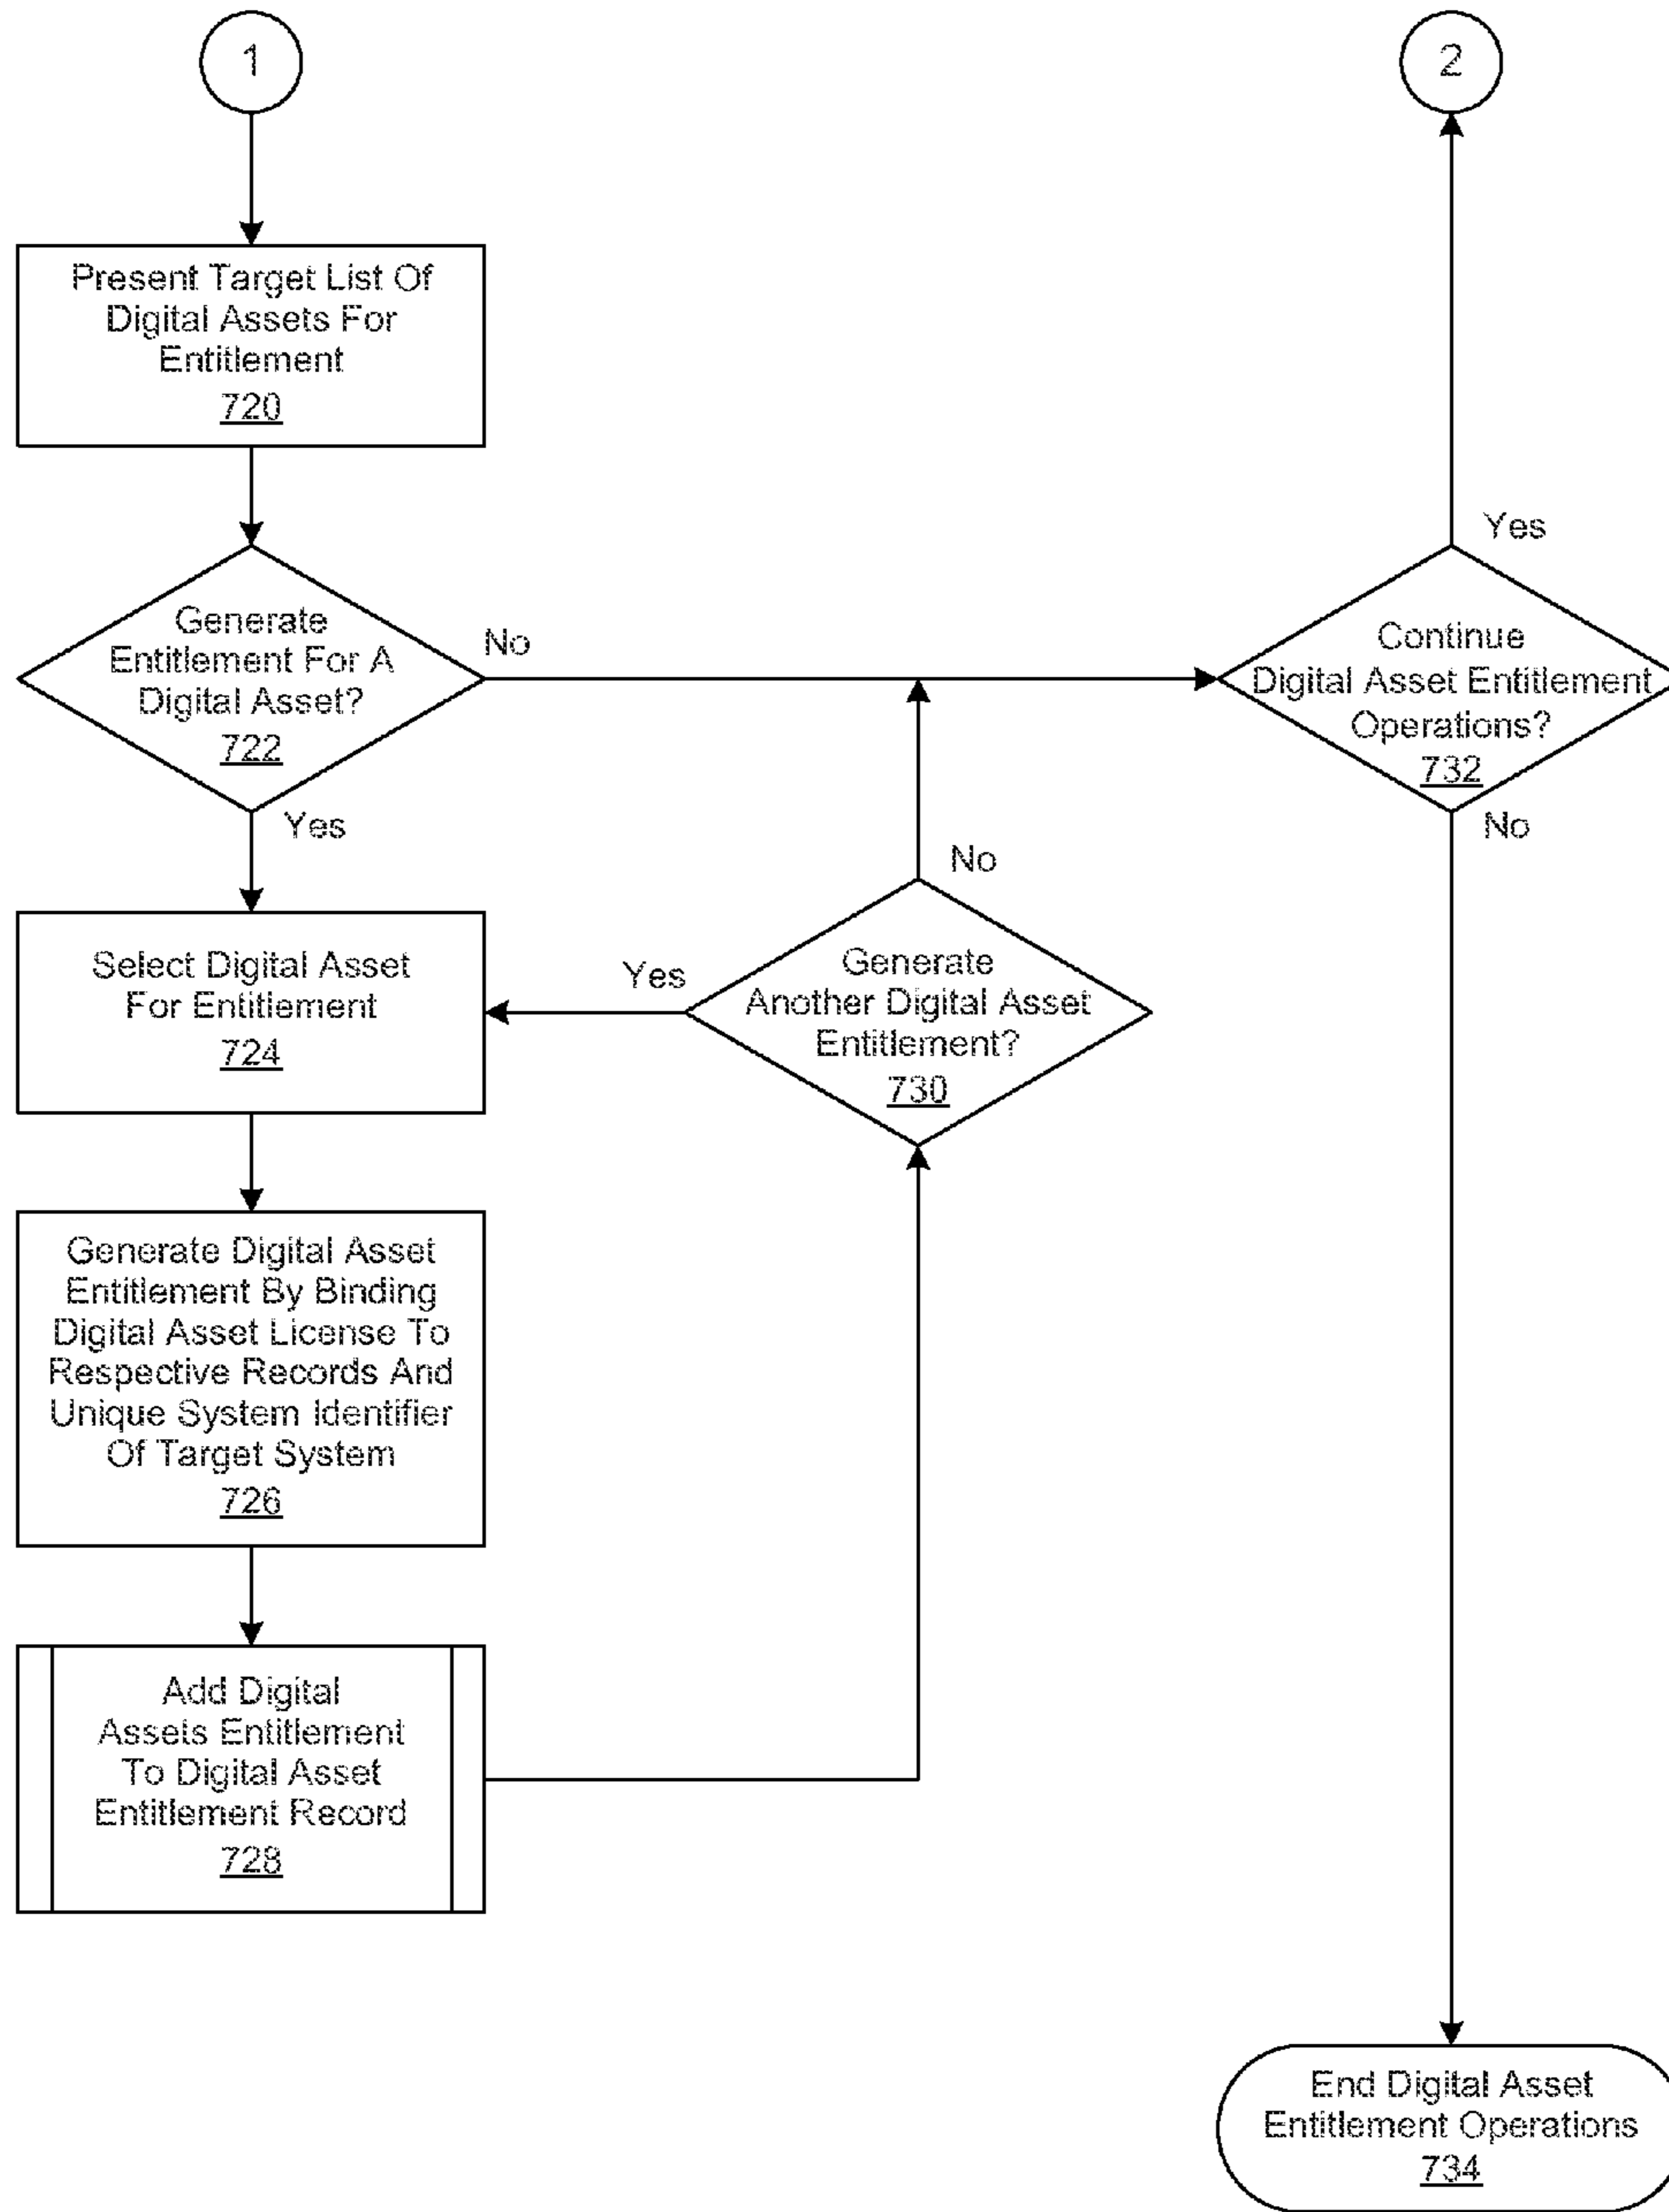 1
2
Present Target List Of
Digital Assets For
Entitlement
720
Generate
Entitlement For A
Digital Asset?
722
No
Yes
Yes
Continue
Digital Asset Entitlement
Operations?
732
No
Select Digital Asset
For Entitlement
724
Yes
No
Generate
Another Digital Asset
Entitlement?
730
Generate Digital Asset
Entitlement By Binding
Digital Asset License To
Respective Records And
Unique System Identifier
Of Target System
726
Add Digital
Assets Entitlement
To Digital Asset
Entitlement Record
728
End Digital Asset
Entitlement Operations
734